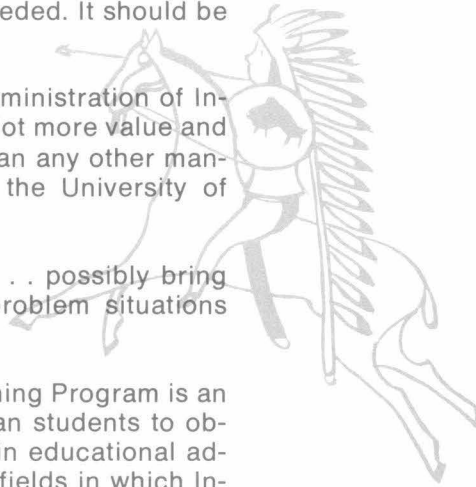 eded. It should be
ministration of In-
ot more value and
an any other man-
the University of
. . possibly bring
roblem situations
ning Program is an
an students to ob-
in educational ad-
fields in which In-